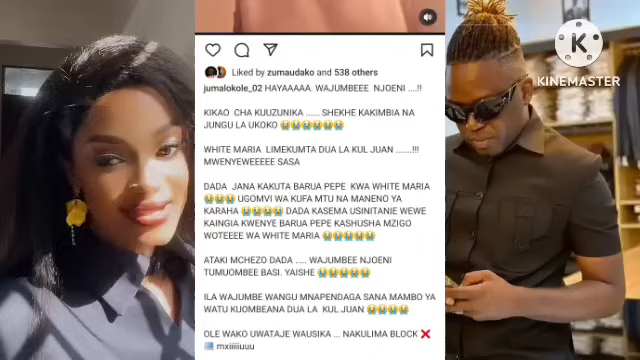 Liked by zumaudako and 538 others
jumalokole_02 HAYAAAAA. WAJUMBEEE NJOENI ....!!
KIKAO CHA KUUZUNIKA ...... SHEKHE KAKIMBIA NA
JUNGU LA UKOKO 😭😭😭😭😭😭
WHITE MARIA LIMEKUMTA DUA LA KUL JUAN .......!!!
MWENYEWEEEEE SASA
DADA JANA KAKUTA BARUA PEPE KWA WHITE MARIA
😭😭😭 UGOMVI WA KUFA MTU NA MANENO YA
KARAHA 😭😭😭😭 DADA KASEMA USINITANIE WEWE
KAINGIA KWENYE BARUA PEPE KASHUSHA MZIGO
WOTEEEE WA WHITE MARIA 😭😭😭😭😭
ATAKI MCHEZO DADA ..... WAJUMBEE NJOENI
TUMUOMBEE BASI. YAISHE 😭😭😭😭😭
ILA WAJUMBE WANGU MNAPENDAGA SANA MAMBO YA
WATU KUOMBEANA DUA LA KUL JUAN 😭😭😭😭
OLE WAKO UWATAJE WAUSIKA ... NAKULIMA BLOCK ❌
mxiiiiiuuu
K
KINEMASTER